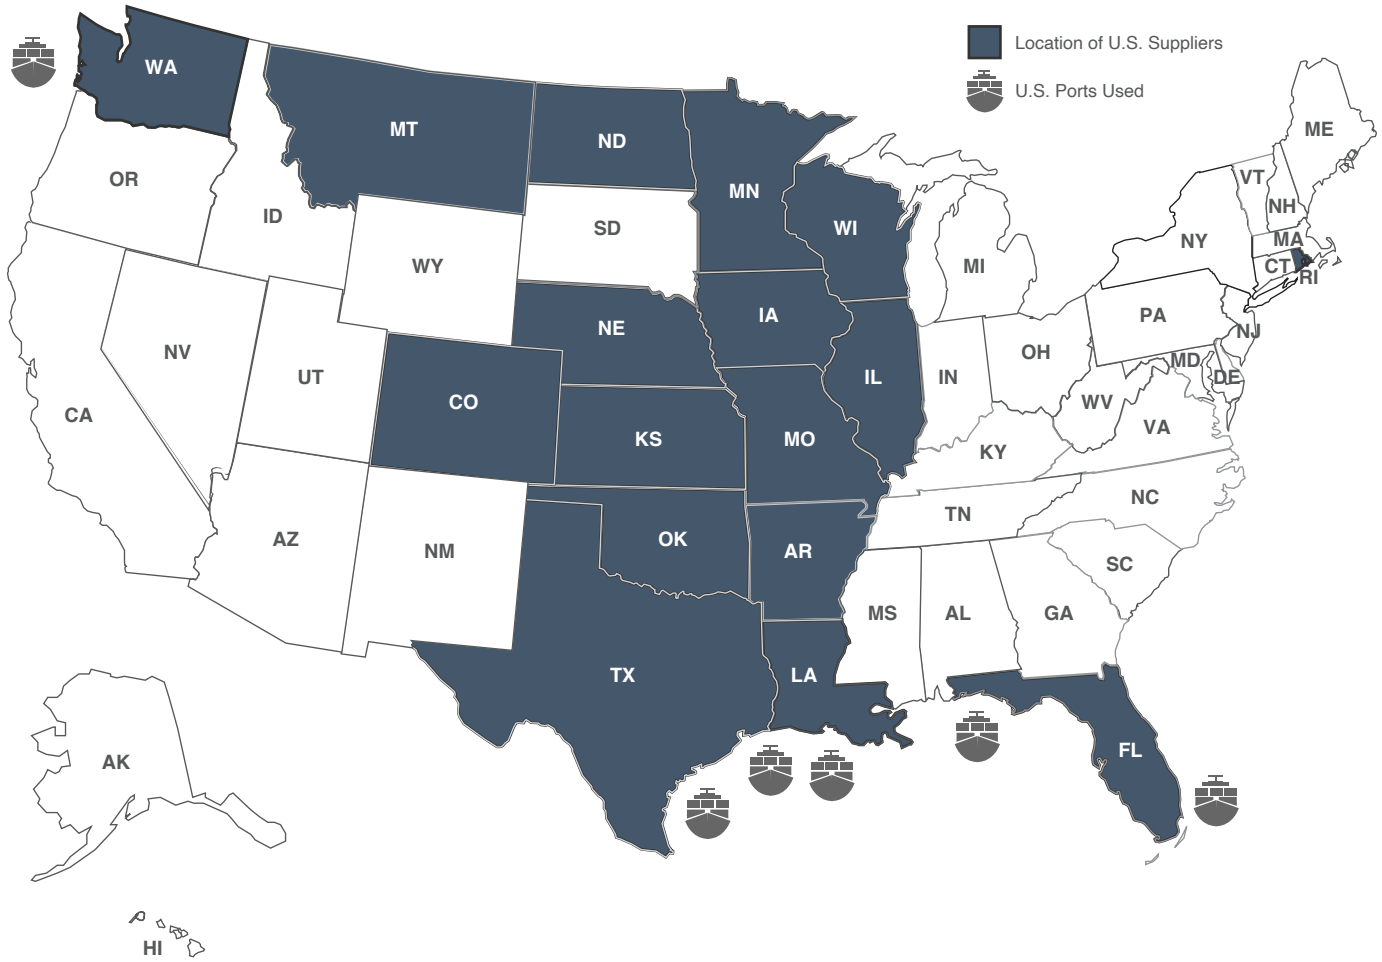 Location of U.S. Suppliers
U.S. Ports Used
WA
MT
ND
MN
ME
OR
ID
SD
WI
VT
NH
NY
MA
WY
MI
CT
RI
NE
IA
PA
NJ
NV
UT
CO
IL
IN
OH
MD
DE
CA
KS
MO
WV
VA
KY
NC
AZ
NM
OK
AR
TN
SC
MS
AL
GA
TX
LA
FL
AK
HI